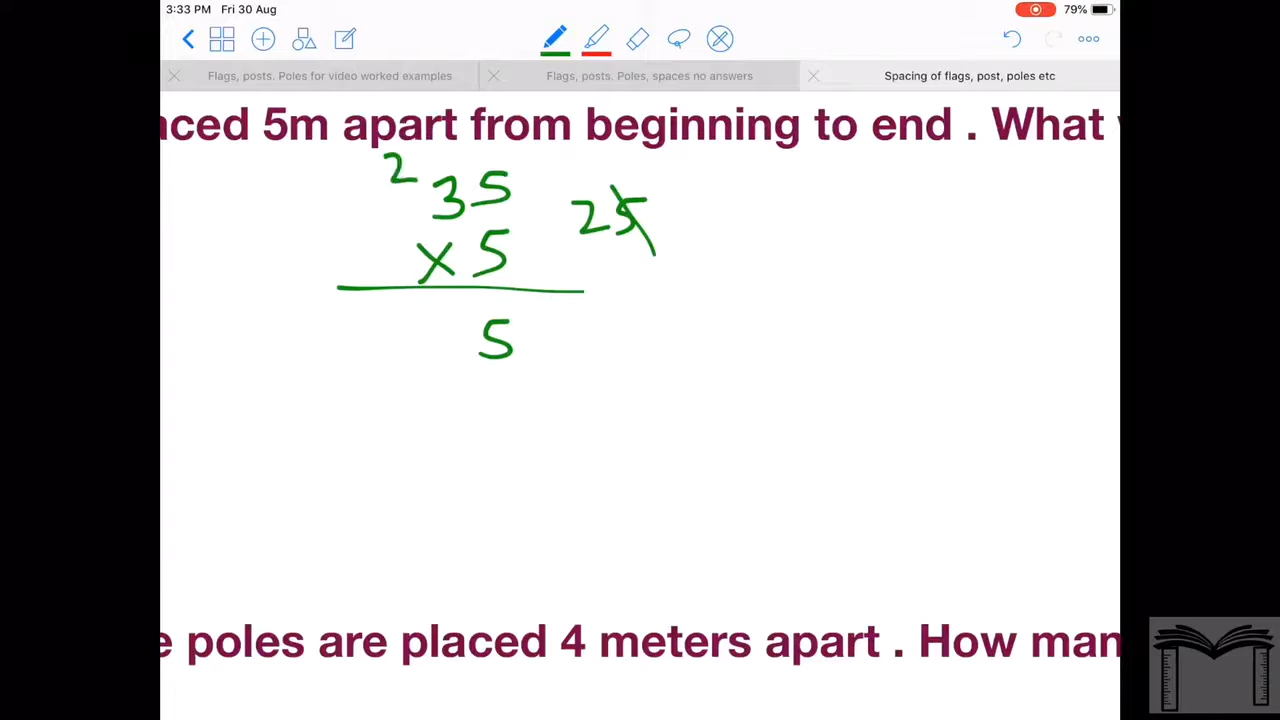 3:33 PM Fri 30 Aug 79%
Flags, posts. Poles for video worked examples Flags, posts. Poles, spaces no answers Spacing of flags, post, poles etc
aced 5m apart from beginning to end . What
2
35 25
x 5
5
e poles are placed 4 meters apart . How man